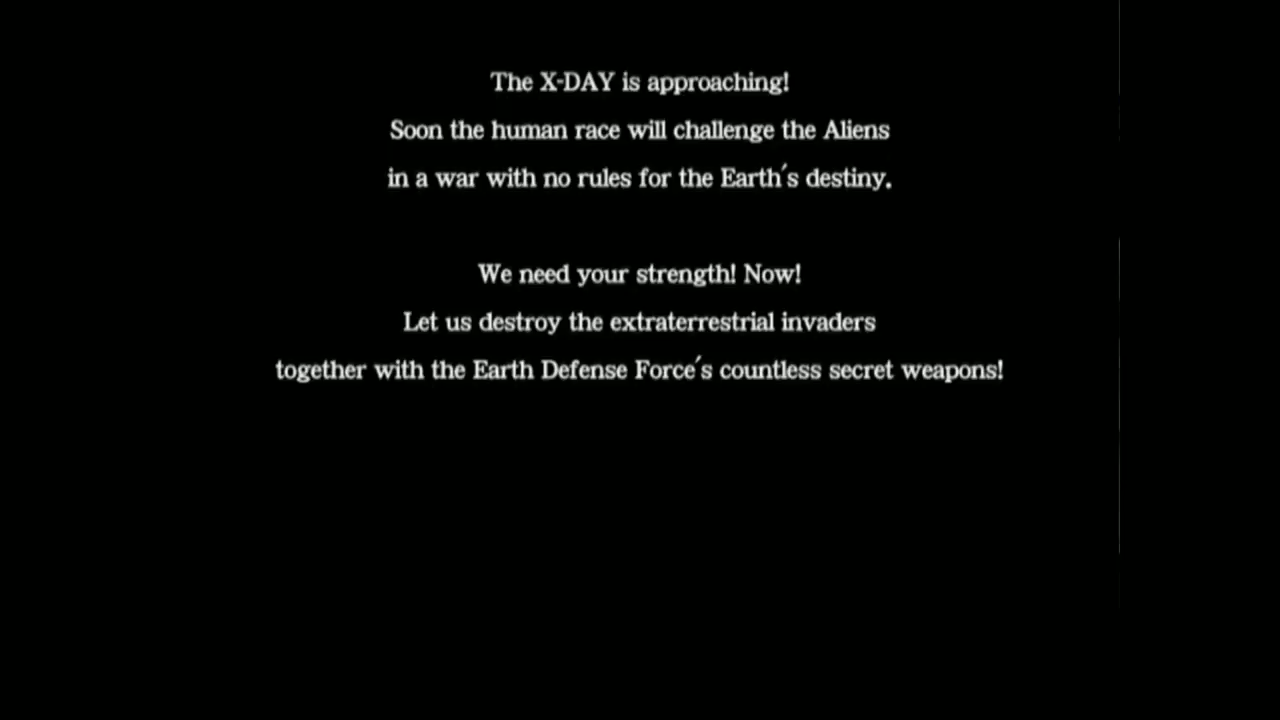 The X-DAY is approaching!
Soon the human race will challenge the Aliens
in a war with no rules for the Earth´s destiny.
We need your strength! Now!
Let us destroy the extraterrestrial invaders
together with the Earth Defense Force´s countless secret weapons!